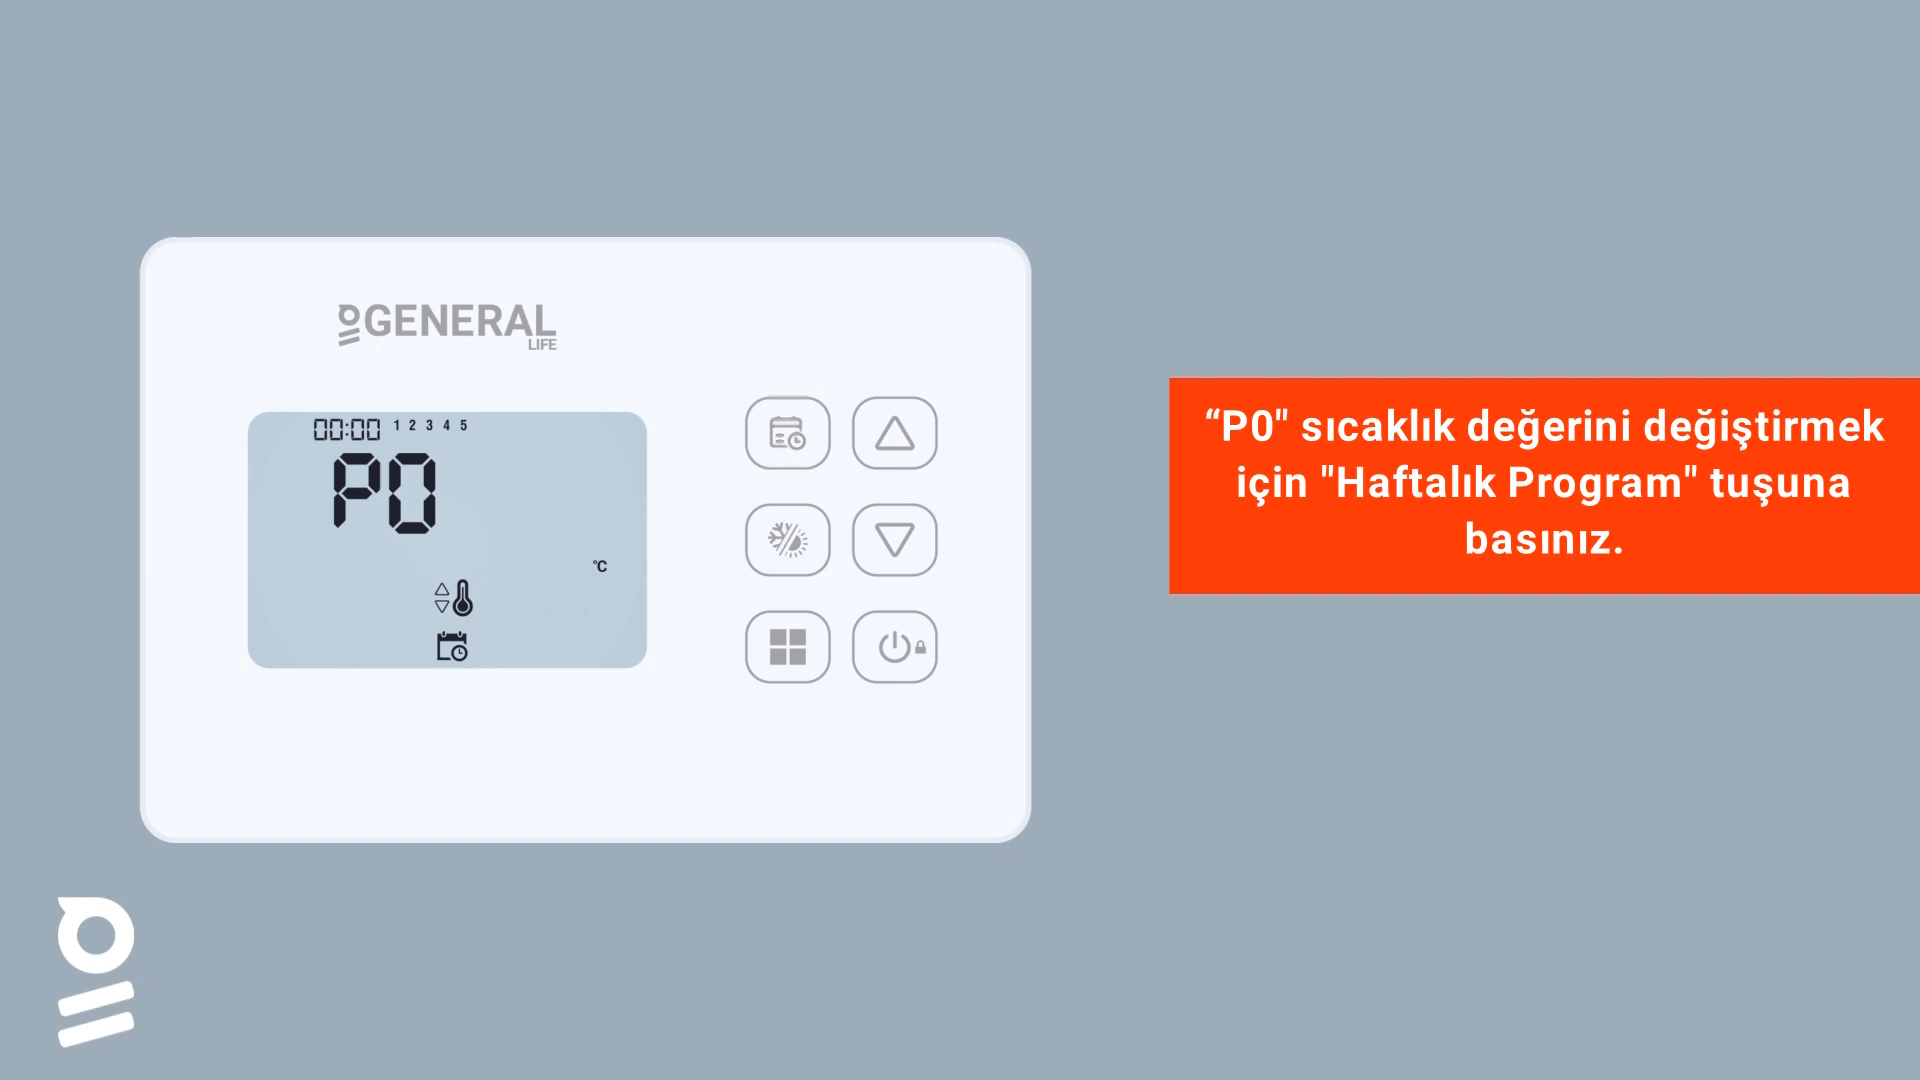 GENERAL
LIFE
00:00 1 2 3 4 5
P0
°C
“P0" sıcaklık değerini değiştirmek
için "Haftalık Program" tuşuna
basınız.